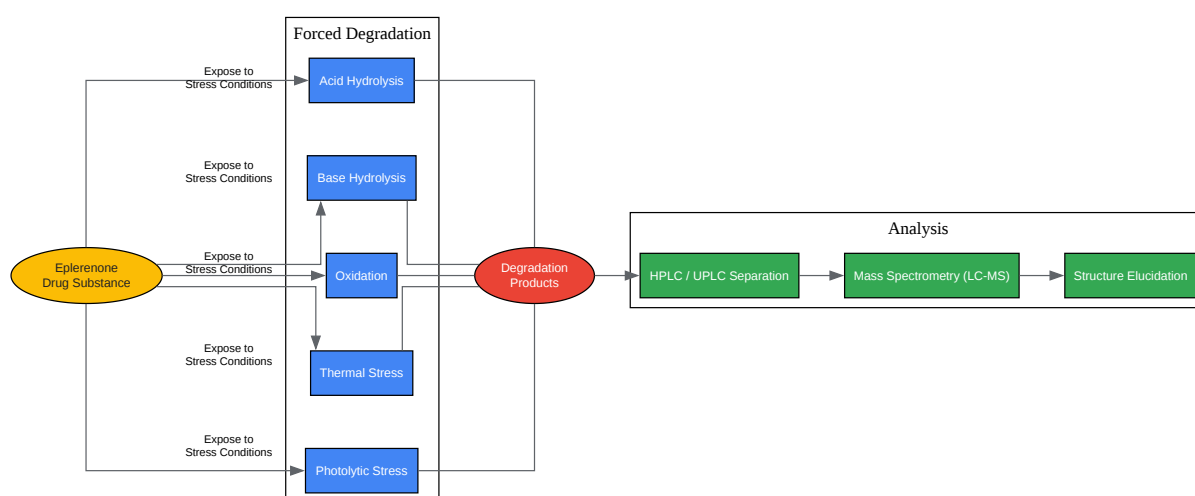 Forced Degradation
Expose to
Stress Conditions
Acid Hydrolysis
Expose to
Stress Conditions
Base Hydrolysis
Analysis
Eplerenone
Drug Substance
Expose to
Stress Conditions
Oxidation
Degradation
Products
HPLC / UPLC Separation
Mass Spectrometry (LC-MS)
Structure Elucidation
Expose to
Stress Conditions
Thermal Stress
Expose to
Stress Conditions
Photolytic Stress